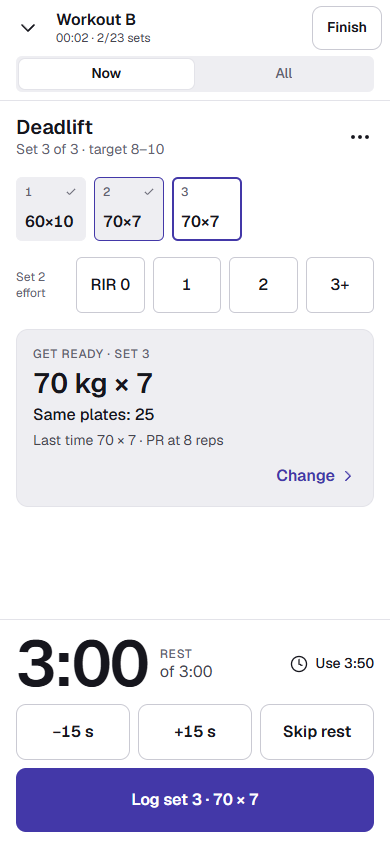 Workout B
00:02 · 2/23 sets
Finish
Now
All
Deadlift
Set 3 of 3 · target 8–10
1
60×10
2
70×7
3
70×7
Set 2
effort
RIR 0
1
2
3+
GET READY · SET 3
70 kg × 7
Same plates: 25
Last time 70 × 7 · PR at 8 reps
Change
3:00
REST
of 3:00
Use 3:50
−15 s
+15 s
Skip rest
Log set 3 · 70 × 7